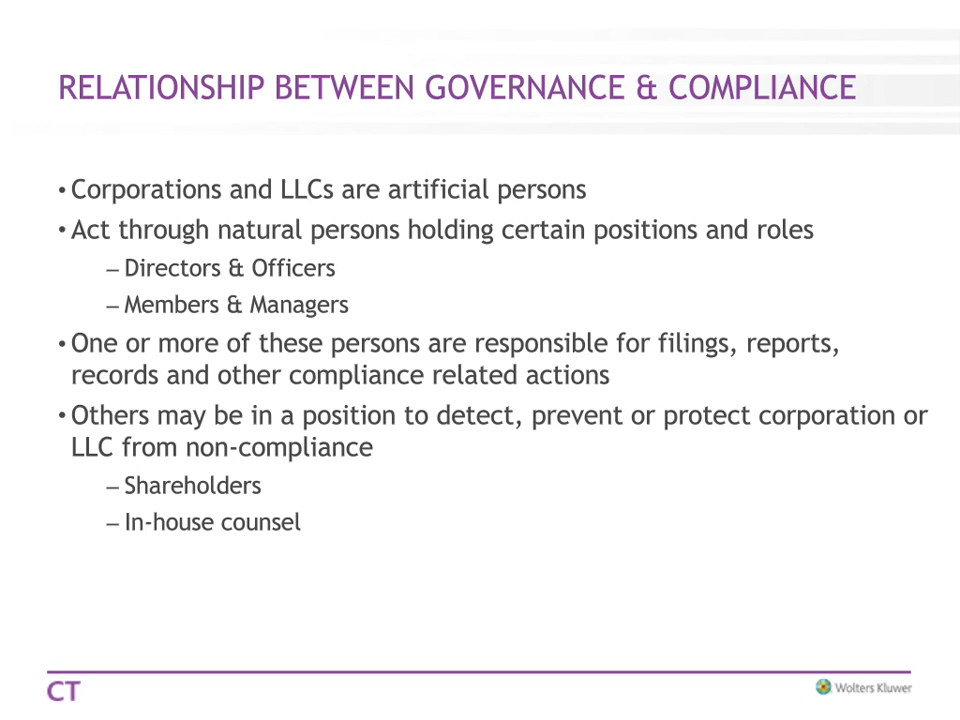 RELATIONSHIP BETWEEN GOVERNANCE & COMPLIANCE
• Corporations and LLCs are artificial persons
• Act through natural persons holding certain positions and roles
– Directors & Officers
– Members & Managers
• One or more of these persons are responsible for filings, reports,
records and other compliance related actions
• Others may be in a position to detect, prevent or protect corporation or
LLC from non-compliance
– Shareholders
– In-house counsel
CT
Wolters Kluwer